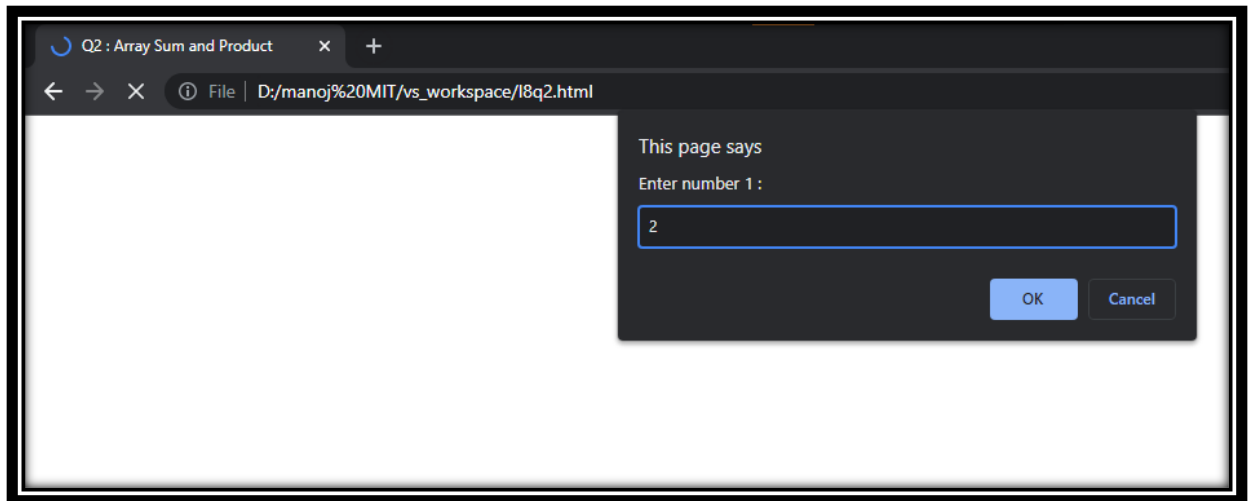 Q2 : Array Sum and Product
File D:/manoj%20MIT/vs_workspace/l8q2.html
This page says
Enter number 1 :
2
OK Cancel